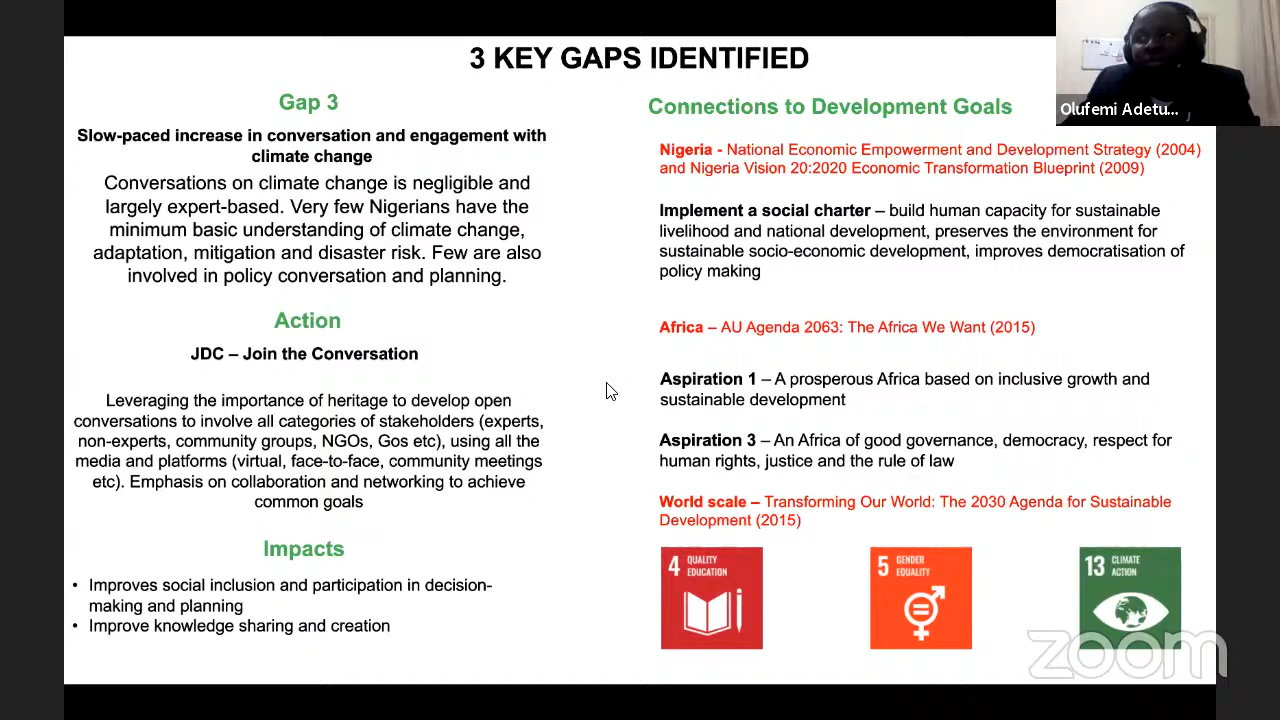 3 KEY GAPS IDENTIFIED
Gap 3
Slow-paced increase in conversation and engagement with
climate change
Conversations on climate change is negligible and
largely expert-based. Very few Nigerians have the
minimum basic understanding of climate change,
adaptation, mitigation and disaster risk. Few are also
involved in policy conversation and planning.
Action
JDC – Join the Conversation
Leveraging the importance of heritage to develop open
conversations to involve all categories of stakeholders (experts,
non-experts, community groups, NGOs, Gos etc), using all the
media and platforms (virtual, face-to-face, community meetings
etc). Emphasis on collaboration and networking to achieve
common goals
Impacts
• Improves social inclusion and participation in decision-
making and planning
• Improve knowledge sharing and creation
Connections to Development Goals
Nigeria - National Economic Empowerment and Development Strategy (2004)
and Nigeria Vision 20:2020 Economic Transformation Blueprint (2009)
Implement a social charter – build human capacity for sustainable
livelihood and national development, preserves the environment for
sustainable socio-economic development, improves democratisation of
policy making
Africa – AU Agenda 2063: The Africa We Want (2015)
Aspiration 1 – A prosperous Africa based on inclusive growth and
sustainable development
Aspiration 3 – An Africa of good governance, democracy, respect for
human rights, justice and the rule of law
World scale – Transforming Our World: The 2030 Agenda for Sustainable
Development (2015)
4 QUALITY
EDUCATION
5 GENDER
EQUALITY
13 CLIMATE
ACTION
Olufemi Adetu...
zoom